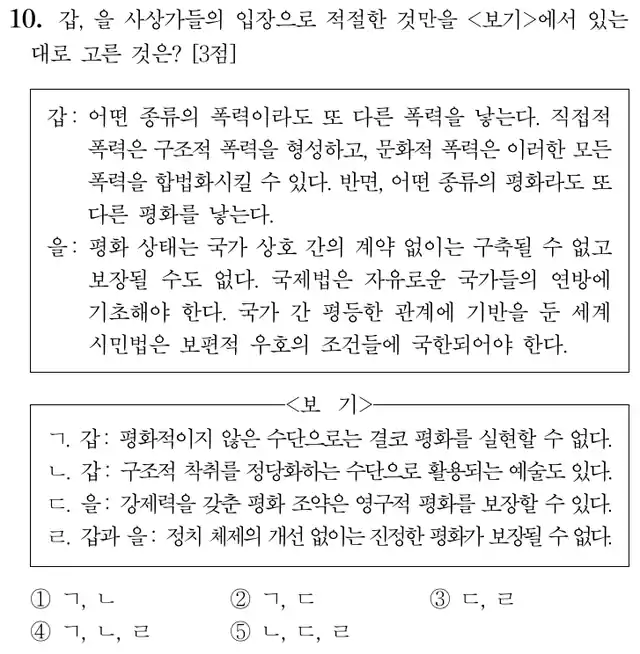 10. 갑, 을 사상가들의 입장으로 적절한 것만을 <보기>에서 있는
대로 고른 것은? [3점]
갑: 어떤 종류의 폭력이라도 또 다른 폭력을 낳는다. 직접적
폭력은 구조적 폭력을 형성하고, 문화적 폭력은 이러한 모든
폭력을 합법화시킬 수 있다. 반면, 어떤 종류의 평화라도 또
다른 평화를 낳는다.
을: 평화 상태는 국가 상호 간의 계약 없이는 구축될 수 없고
보장될 수도 없다. 국제법은 자유로운 국가들의 연방에
기초해야 한다. 국가 간 평등한 관계에 기반을 둔 세계
시민법은 보편적 우호의 조건들에 국한되어야 한다.
<보 기>
ㄱ. 갑: 평화적이지 않은 수단으로는 결코 평화를 실현할 수 없다.
ㄴ. 갑: 구조적 착취를 정당화하는 수단으로 활용되는 예술도 있다.
ㄷ. 을: 강제력을 갖춘 평화 조약은 영구적 평화를 보장할 수 있다.
ㄹ. 갑과 을: 정치 체제의 개선 없이는 진정한 평화가 보장될 수 없다.
① ㄱ, ㄴ ② ㄱ, ㄷ ③ ㄷ, ㄹ
④ ㄱ, ㄴ, ㄹ ⑤ ㄴ, ㄷ, ㄹ